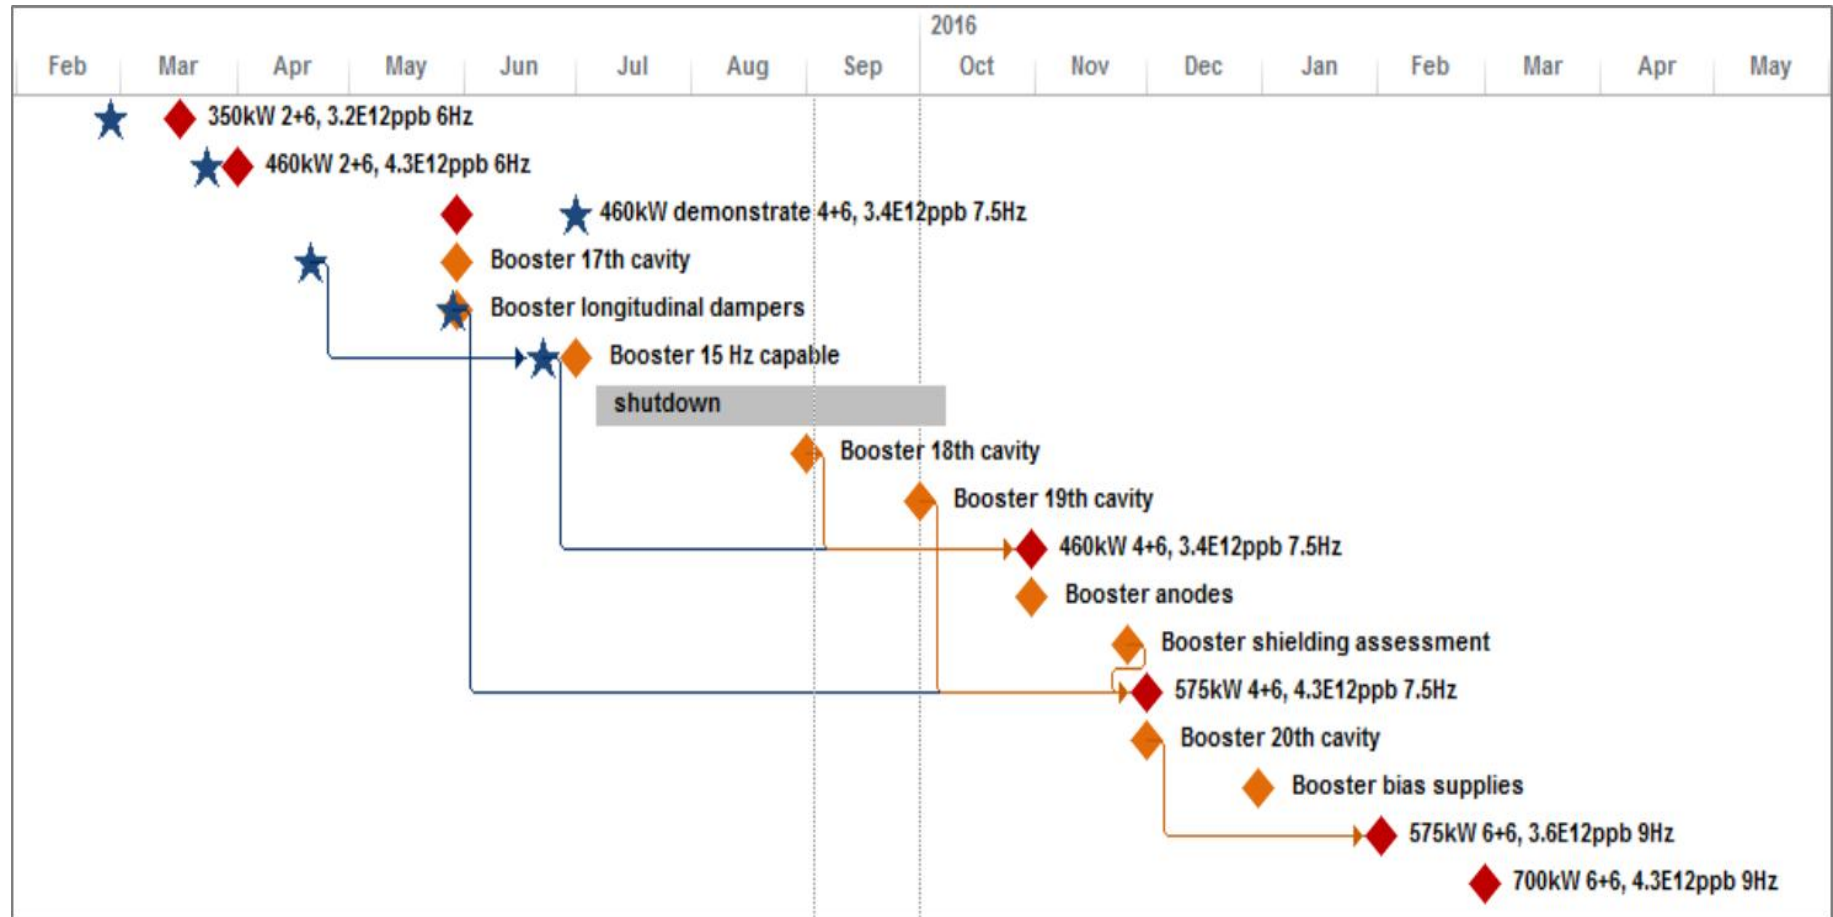 2016
Feb Mar Apr May Jun Jul Aug Sep Oct Nov Dec Jan Feb Mar Apr May
350kW 2+6, 3.2E12ppb 6Hz
460kW 2+6, 4.3E12ppb 6Hz
460kW demonstrate 4+6, 3.4E12ppb 7.5Hz
Booster 17th cavity
Booster longitudinal dampers
Booster 15 Hz capable
shutdown
Booster 18th cavity
Booster 19th cavity
460kW 4+6, 3.4E12ppb 7.5Hz
Booster anodes
Booster shielding assessment
575kW 4+6, 4.3E12ppb 7.5Hz
Booster 20th cavity
Booster bias supplies
575kW 6+6, 3.6E12ppb 9Hz
700kW 6+6, 4.3E12ppb 9Hz